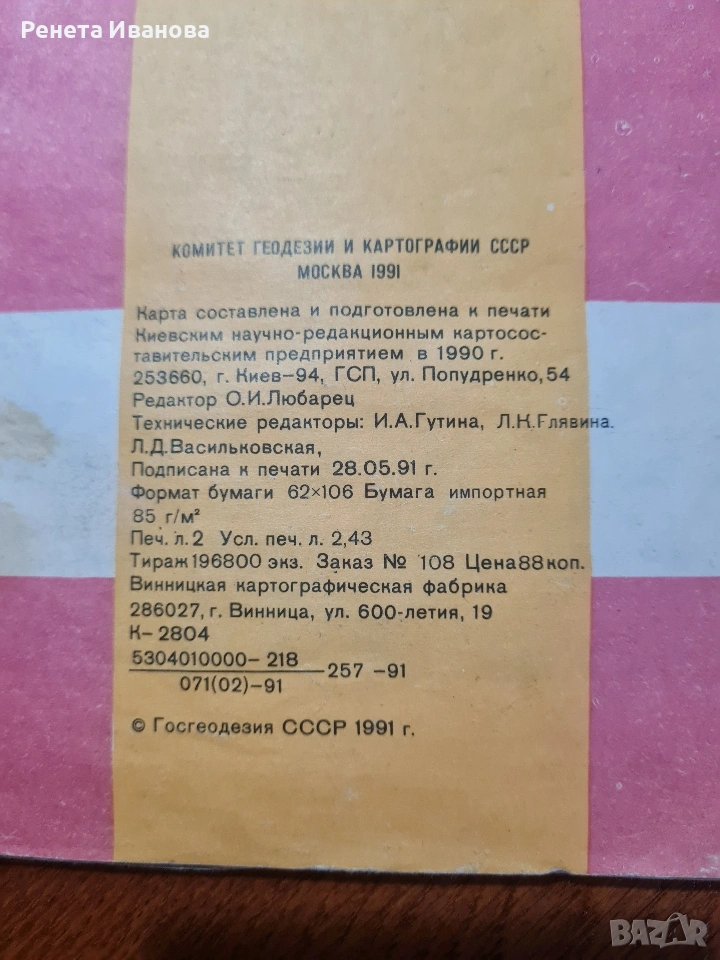 Ренета Иванова
КОМИТЕТ ГЕОДЕЗИИ И КАРТОГРАФИИ СССР
МОСКВА 1991
Карта составлена и подготовлена к печати
Киевским научно-редакционным картосос-
тавительским предприятием в 1990 г.
253660, г. Киев-94, ГСП, ул. Попудренко, 54
Редактор О.И.Любарец
Технические редакторы: И.А.Гутина, Л.К.Глявина.
Л.Д.Васильковская,
Подписана к печати 28.05.91 г.
Формат бумаги 62×106 Бумага импортная
85 г/м²
Печ. л.2 Усл. печ. л. 2,43
Тираж 196800 экз. Заказ № 108 Цена 88 коп.
Винницкая картографическая фабрика
286027, г. Винница, ул. 600-летия, 19
К-2804
5304010000-218
071(02)-91
-257 -91
© Госгеодезия СССР 1991 г.
BAZAR